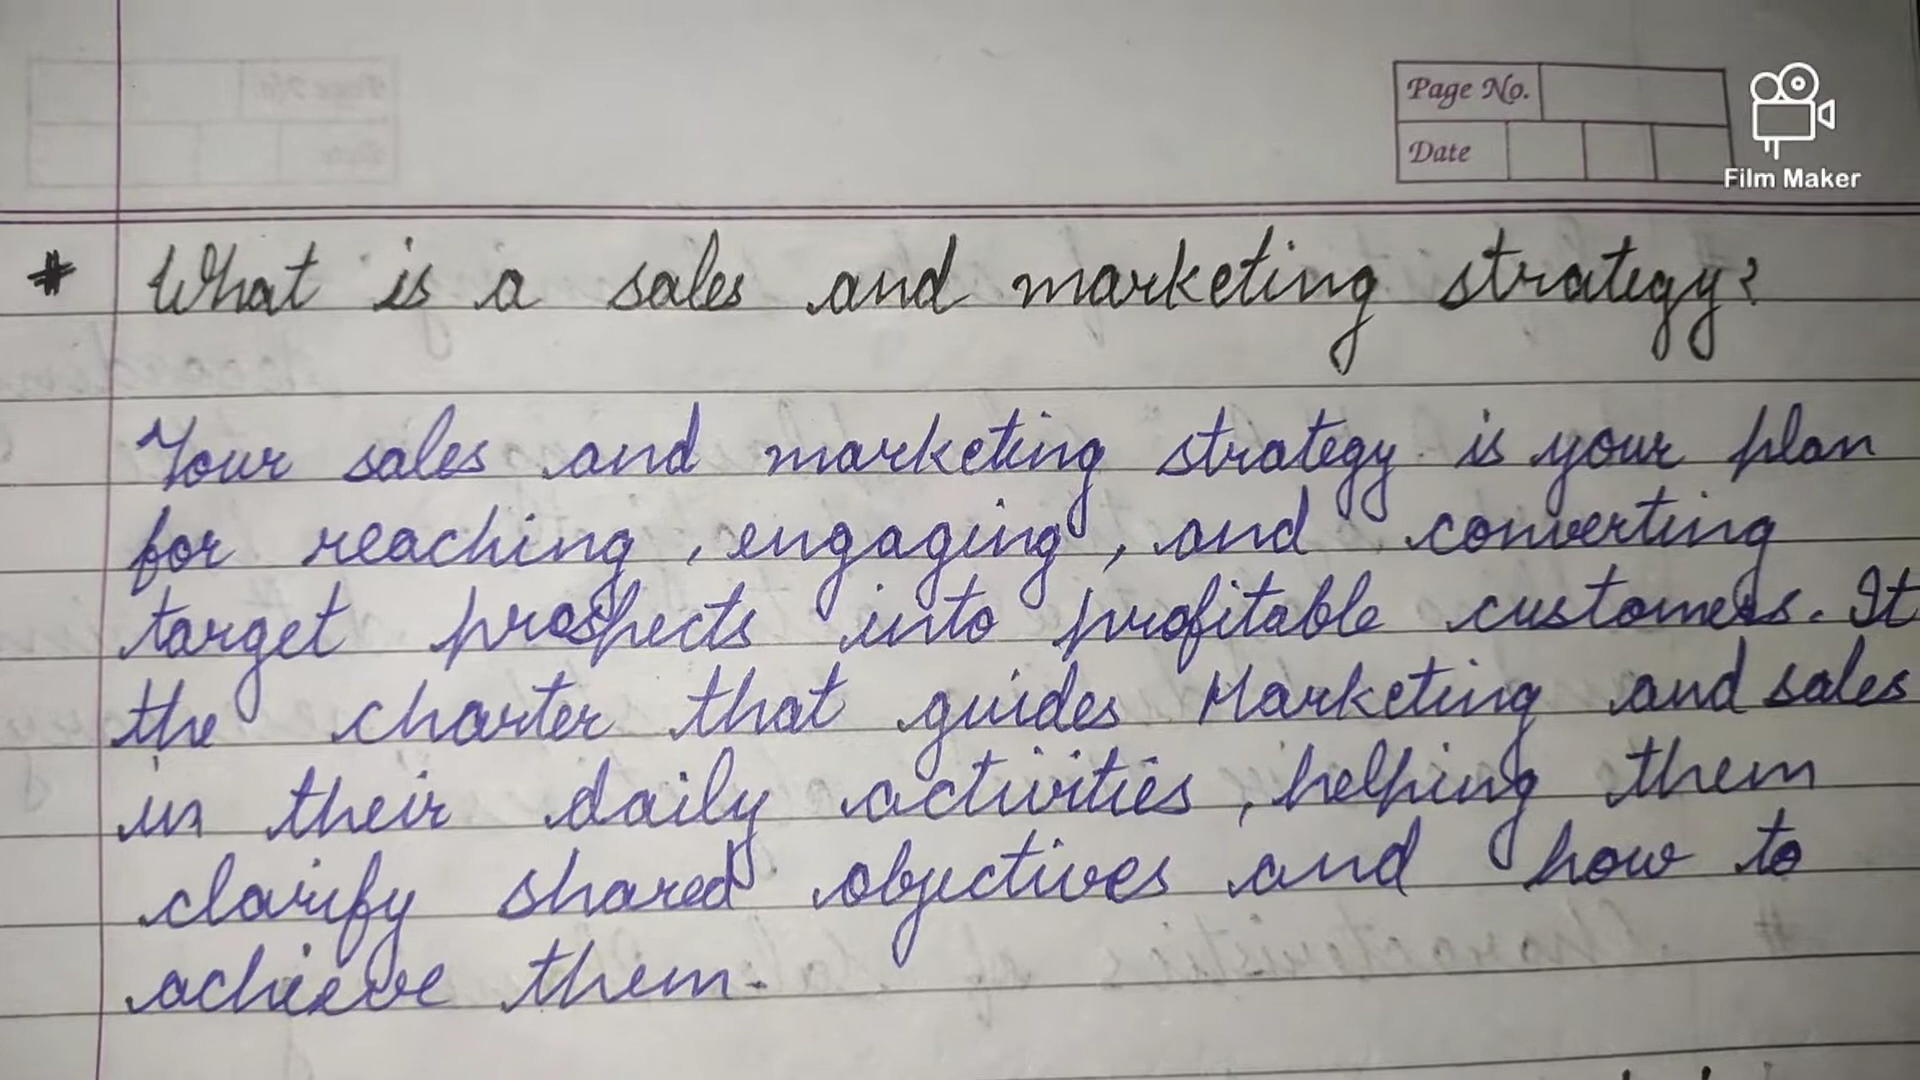 Page No.
Date
Film Maker
# What is a sales and marketing strategy?
Your sales and marketing strategy is your plan
for reaching, engaging, and converting
target prospects into profitable customers. It
the charter that guides Marketing and sales
in their daily activities, helping them
clarify shared objectives and how to
achieve them.